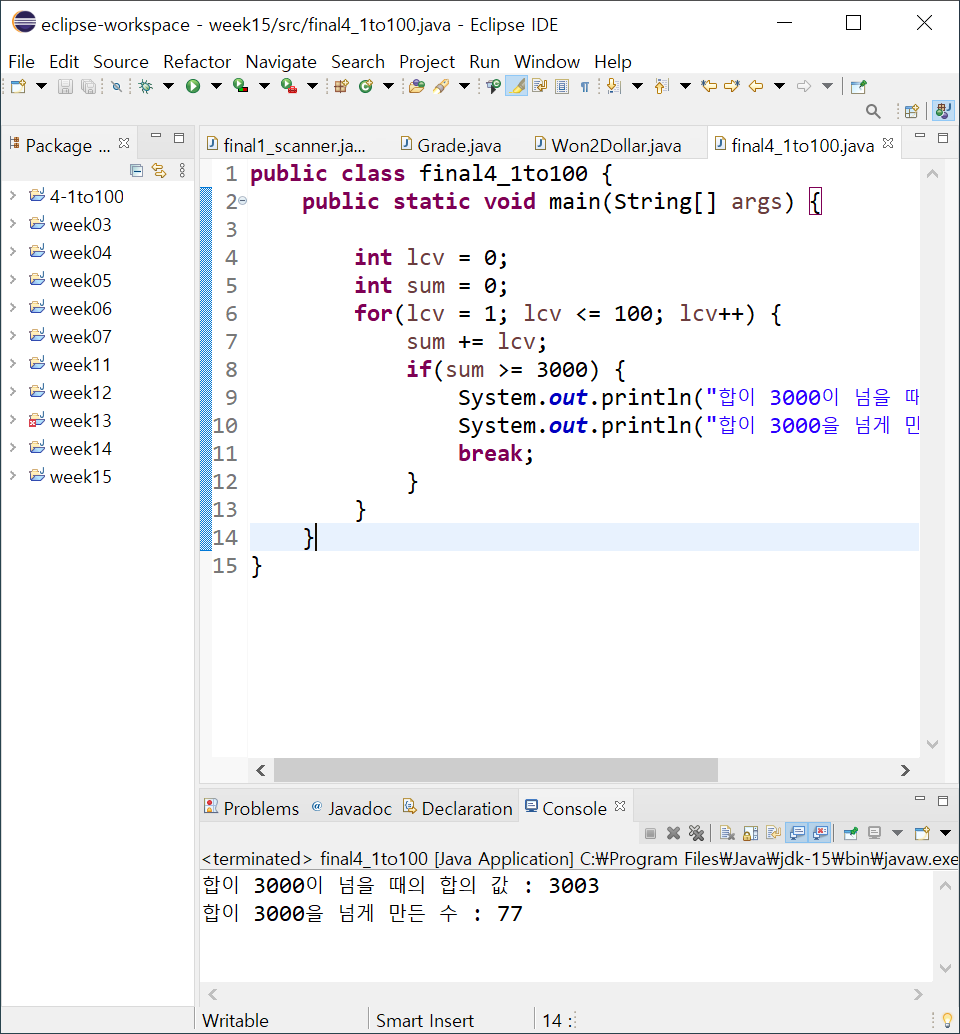 eclipse-workspace - week15/src/final4_1to100.java - Eclipse IDE
File Edit Source Refactor Navigate Search Project Run Window Help
Package ...
final1_scanner.ja... Grade.java Won2Dollar.java final4_1to100.java
4-1to100
week03
week04
week05
week06
week07
week11
week12
week13
week14
week15
1 public class final4_1to100 {
2 public static void main(String[] args) {
3
4 int lcv = 0;
5 int sum = 0;
6 for(lcv = 1; lcv <= 100; lcv++) {
7 sum += lcv;
8 if(sum >= 3000) {
9 System.out.println("합이 3000이 넘을
10 System.out.println("합이 3000을 넘게
11 break;
12 }
13 }
14 }
15 }
Problems @ Javadoc Declaration Console
<terminated> final4_1to100 [Java Application] C:₩Program Files₩Java₩jdk-15₩bin₩javaw.exe
합이 3000이 넘을 때의 합의 값 : 3003
합이 3000을 넘게 만든 수 : 77
Writable Smart Insert 14 :